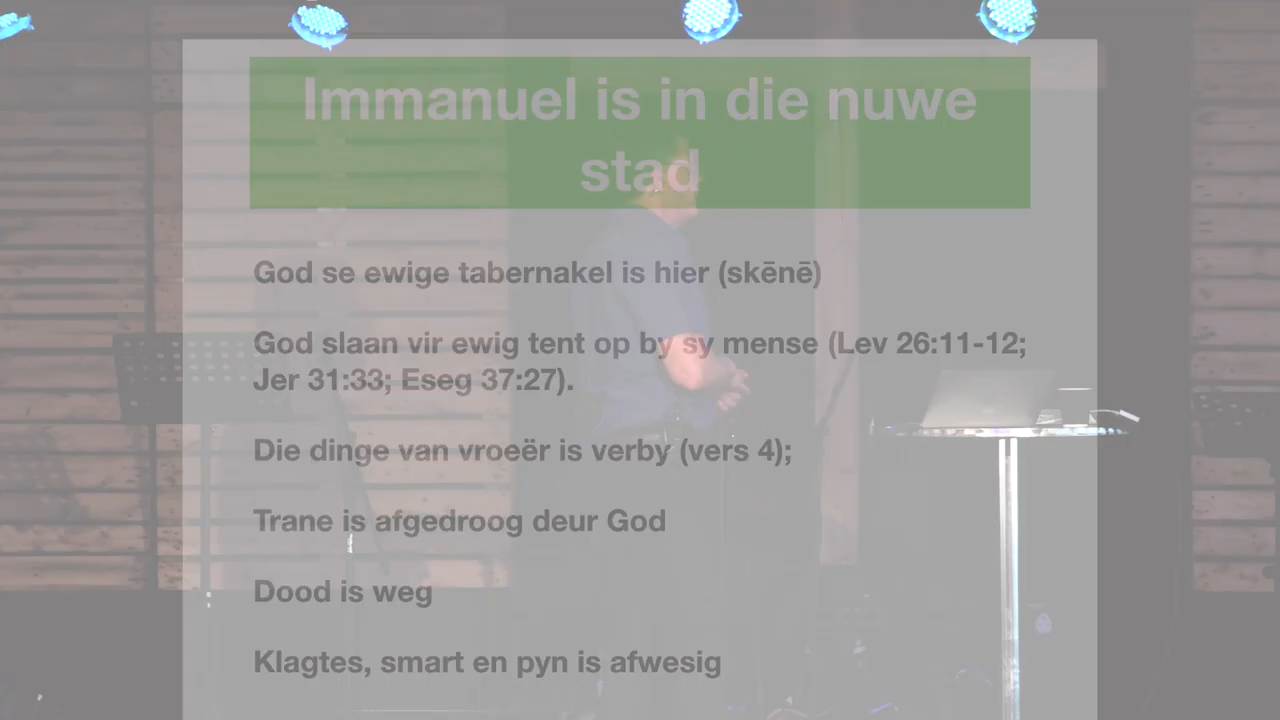 Immanuel is in die nuwe
stad
God se ewige tabernakel is hier (skēnē)
God slaan vir ewig tent op by sy mense (Lev 26:11-12;
Jer 31:33; Eseg 37:27).
Die dinge van vroeër is verby (vers 4);
Trane is afgedroog deur God
Dood is weg
Klagtes, smart en pyn is afwesig